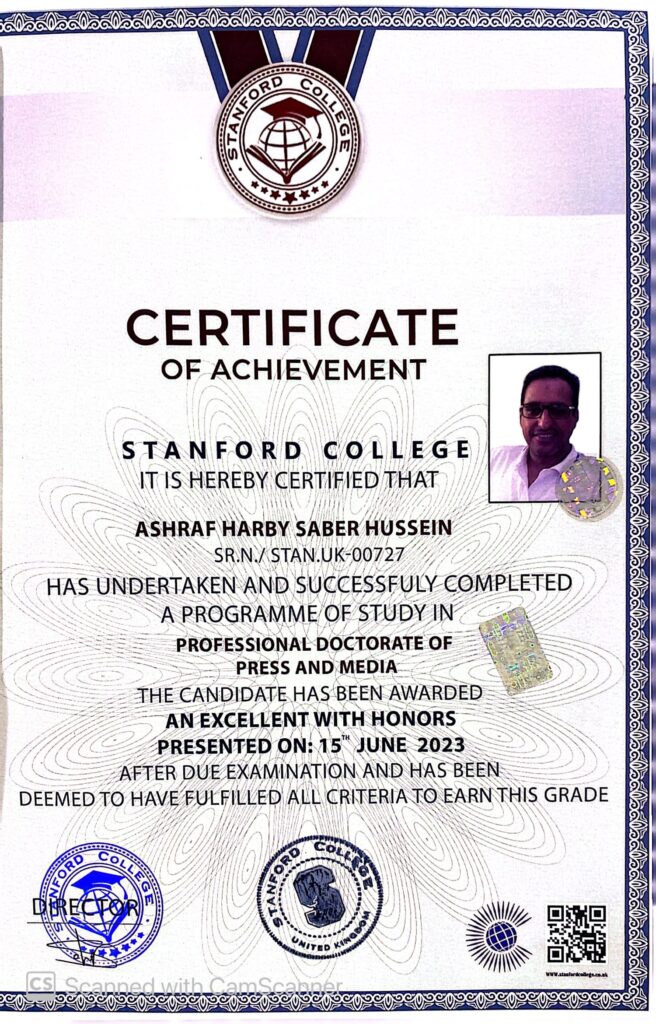 STANFORD COLLEGE
CERTIFICATE
OF ACHIEVEMENT
STANFORD COLLEGE
IT IS HEREBY CERTIFIED THAT
ASHRAF HARBY SABER HUSSEIN
SR.N./ STAN.UK-00727
HAS UNDERTAKEN AND SUCCESSFULY COMPLETED
A PROGRAMME OF STUDY IN
PROFESSIONAL DOCTORATE OF
PRESS AND MEDIA
THE CANDIDATE HAS BEEN AWARDED
AN EXCELLENT WITH HONORS
PRESENTED ON: 15TH JUNE 2023
AFTER DUE EXAMINATION AND HAS BEEN
DEEMED TO HAVE FULFILLED ALL CRITERIA TO EARN THIS GRADE
STANFORD COLLEGE
DIRECTOR
STANFORD COLLEGE
UNITED KINGDOM
www.stanfordcollege.co.uk
CS Scanned with CamScanner